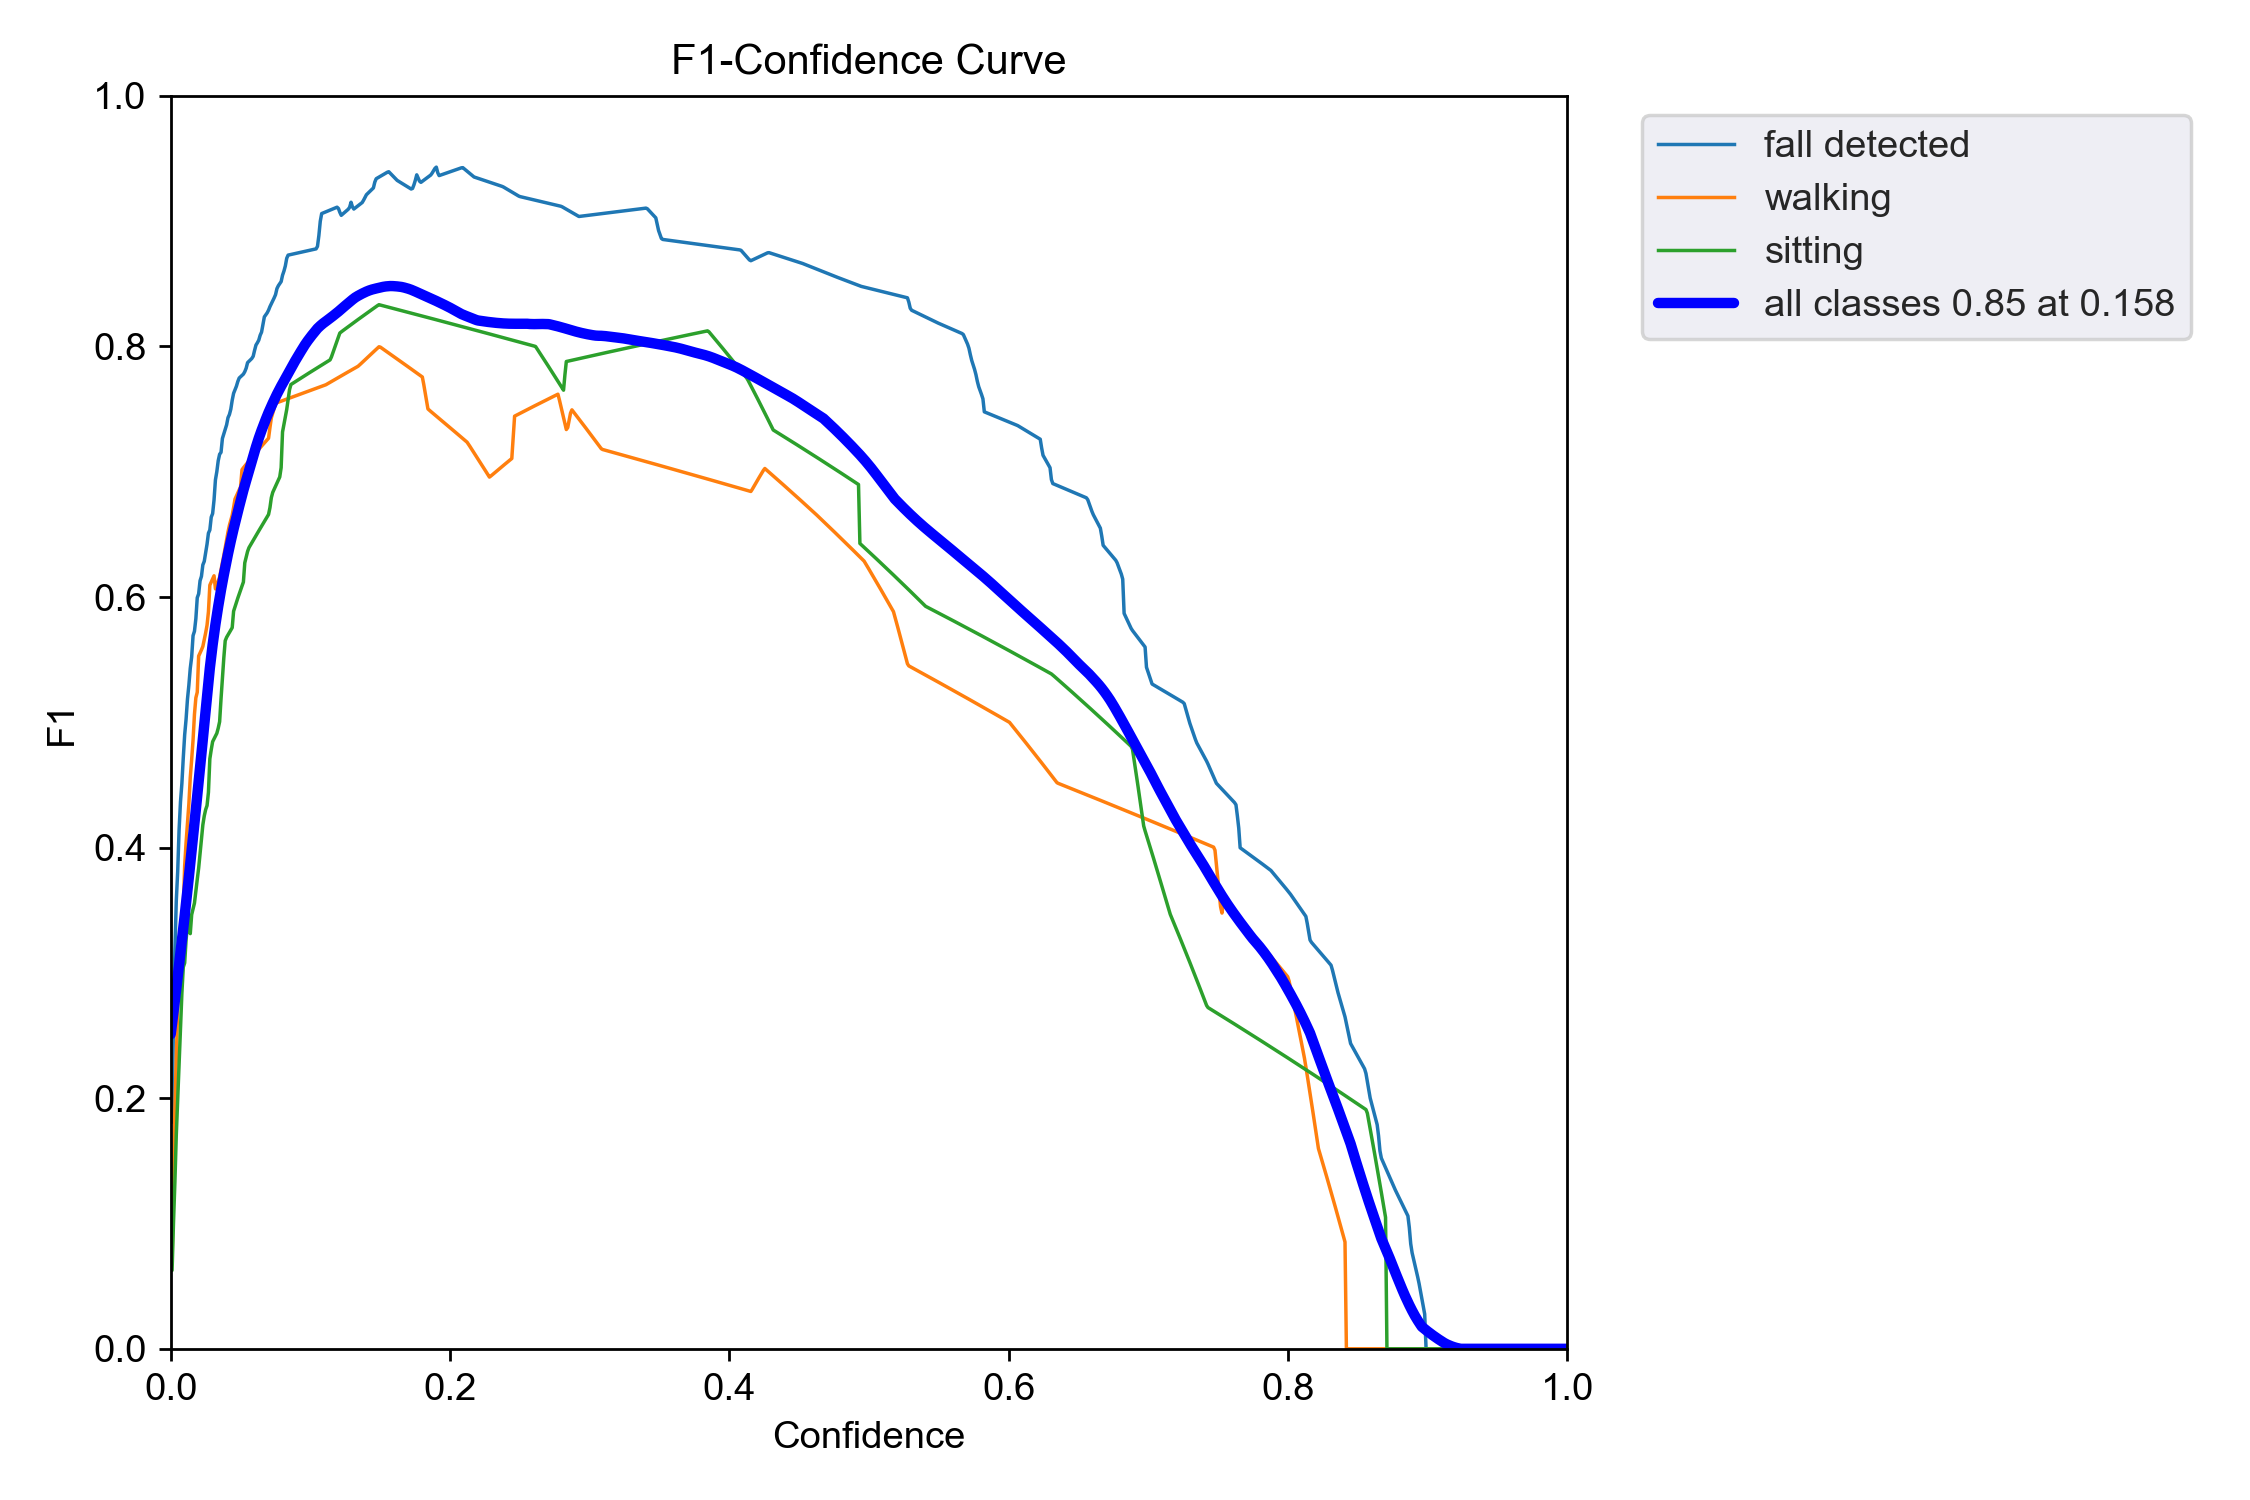 F1-Confidence Curve
1.0
0.8
0.6
0.4
0.2
0.0
F1
0.0 0.2 0.4 0.6 0.8 1.0
Confidence
fall detected
walking
sitting
all classes 0.85 at 0.158